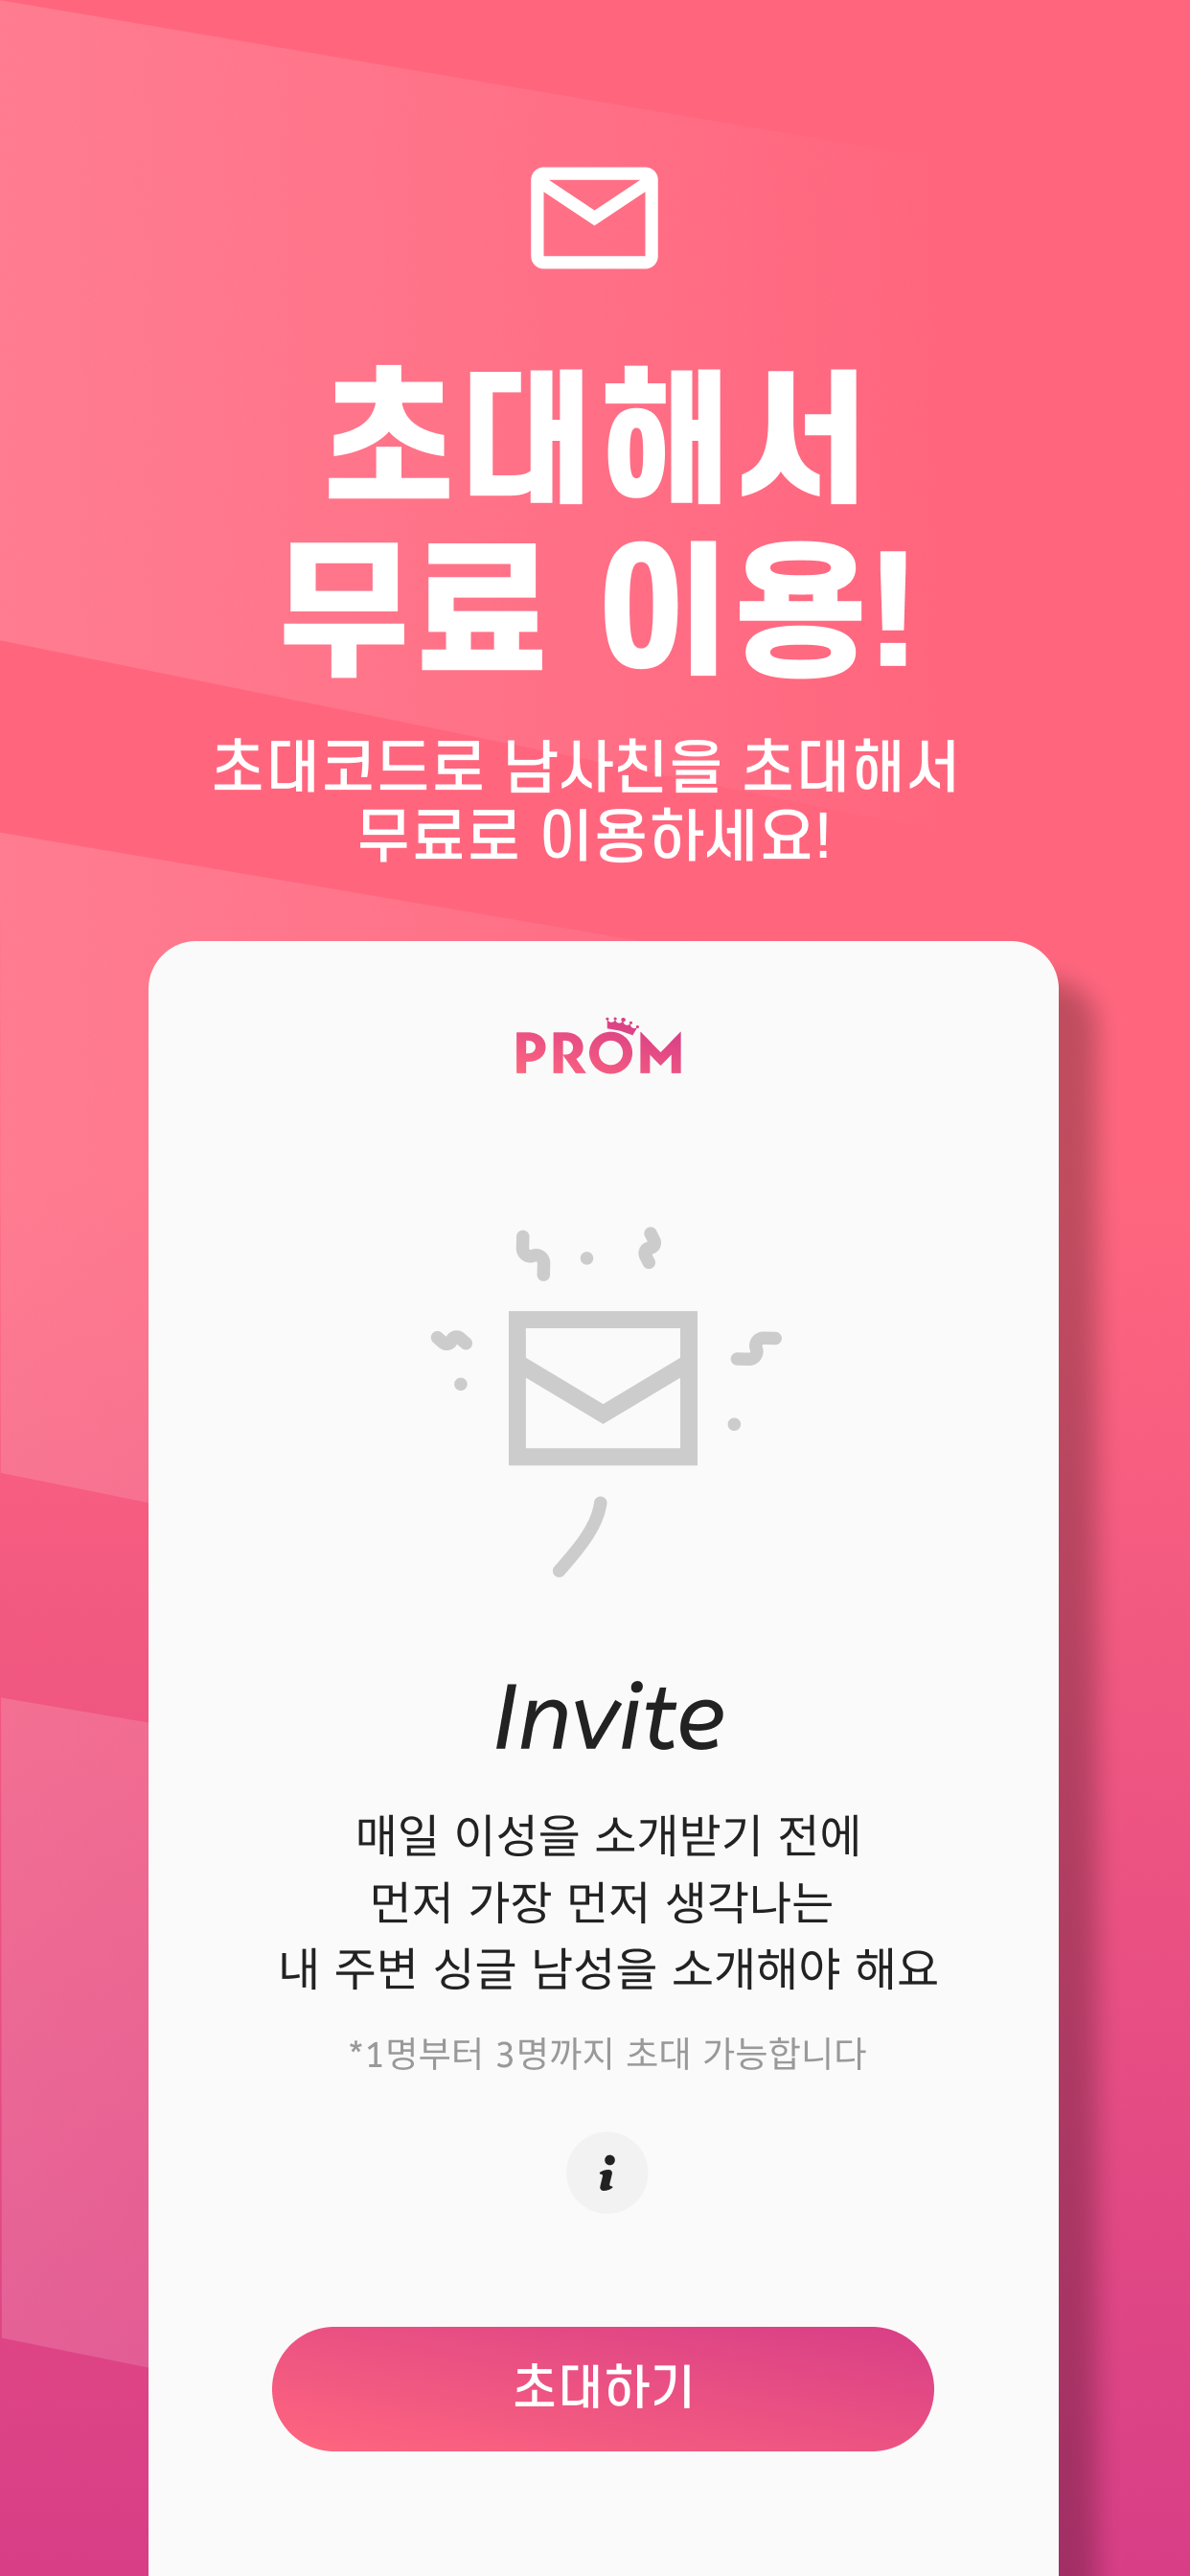 초대해서
무료 이용!
초대코드로 남사친을 초대해서
무료로 이용하세요!
PROM
Invite
매일 이성을 소개받기 전에
먼저 가장 먼저 생각나는
내 주변 싱글 남성을 소개해야 해요
*1명부터 3명까지 초대 가능합니다
i
초대하기